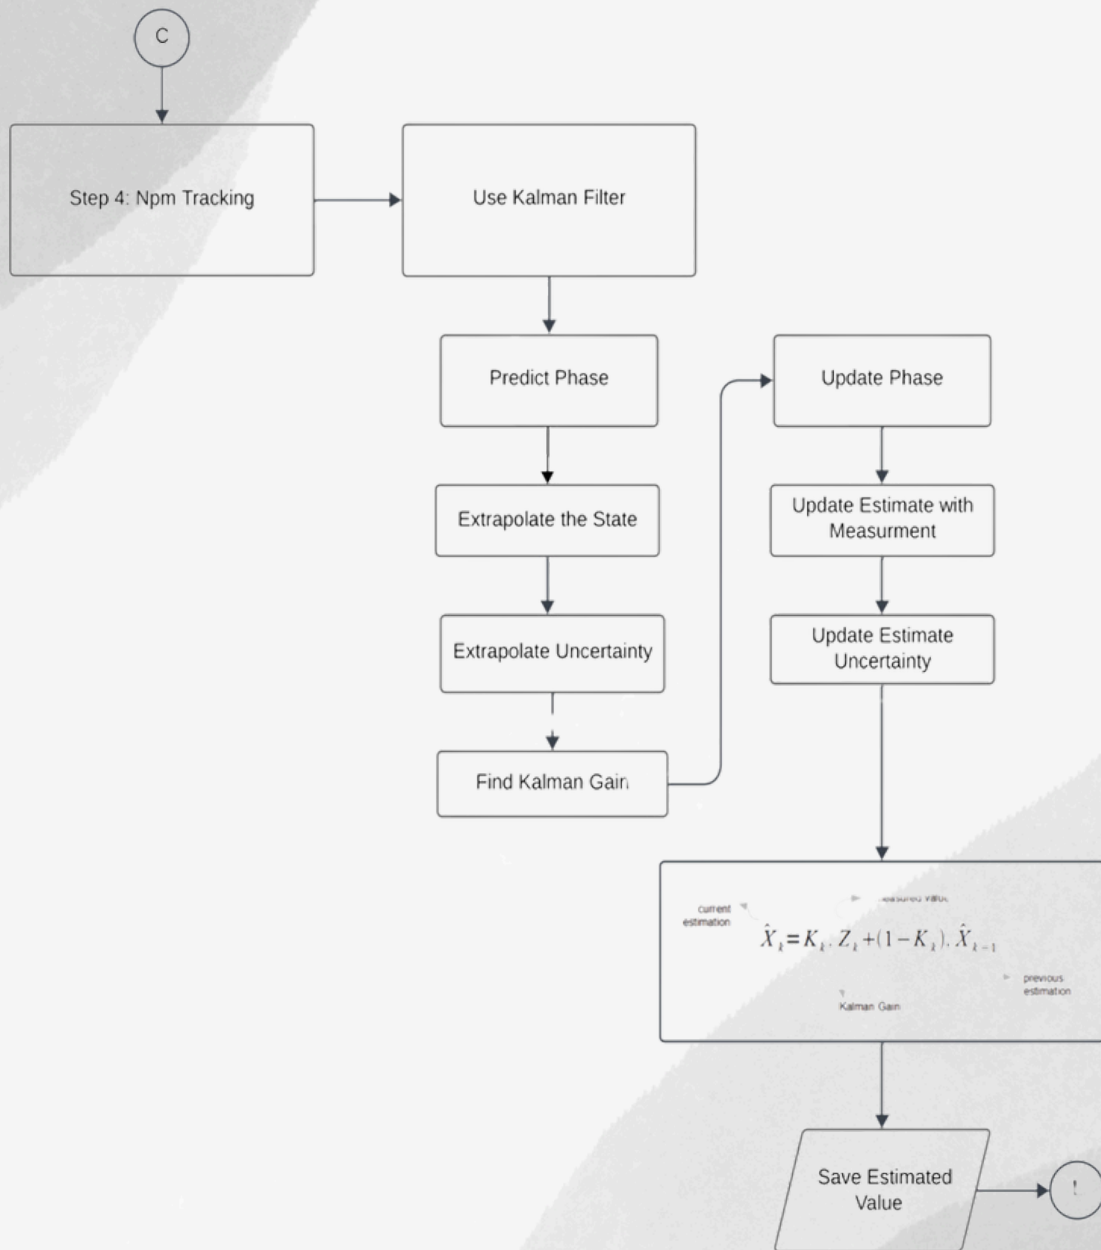 C
Step 4: Npm Tracking
Use Kalman Filter
Predict Phase
Extrapolate the State
Extrapolate Uncertainty
Find Kalman Gain
Update Phase
Update Estimate with
Measurment
Update Estimate
Uncertainty
current
estimation
value
X̂ₖ=Kₖ. Zₖ+(1−Kₖ). X̂ₖ₋₁
previous
estimation
Kalman Gain
Save Estimated
Value